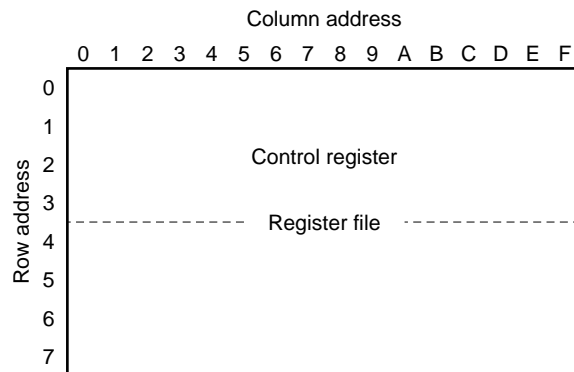 Column address
0 1 2 3 4 5 6 7 8 9 A B C D E F
Row address
0
1
2
3
4
5
6
7
Control register
Register file